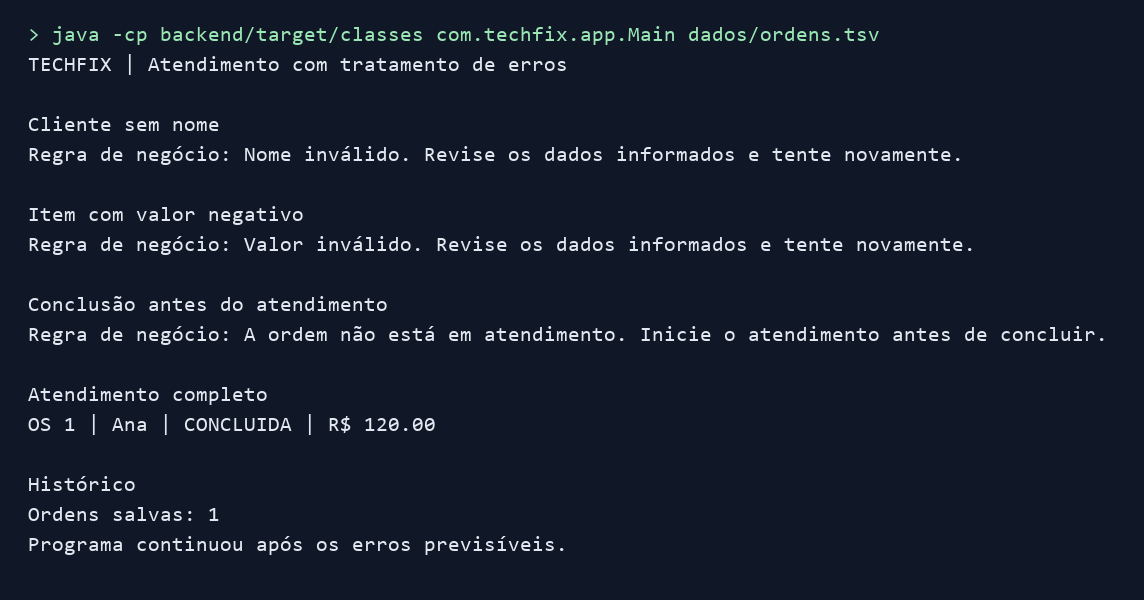 > java -cp backend/target/classes com.techfix.app.Main dados/ordens.tsv
TECHFIX | Atendimento com tratamento de erros
Cliente sem nome
Regra de negócio: Nome inválido. Revise os dados informados e tente novamente.
Item com valor negativo
Regra de negócio: Valor inválido. Revise os dados informados e tente novamente.
Conclusão antes do atendimento
Regra de negócio: A ordem não está em atendimento. Inicie o atendimento antes de concluir.
Atendimento completo
OS 1 | Ana | CONCLUIDA | R$ 120.00
Histórico
Ordens salvas: 1
Programa continuou após os erros previsíveis.